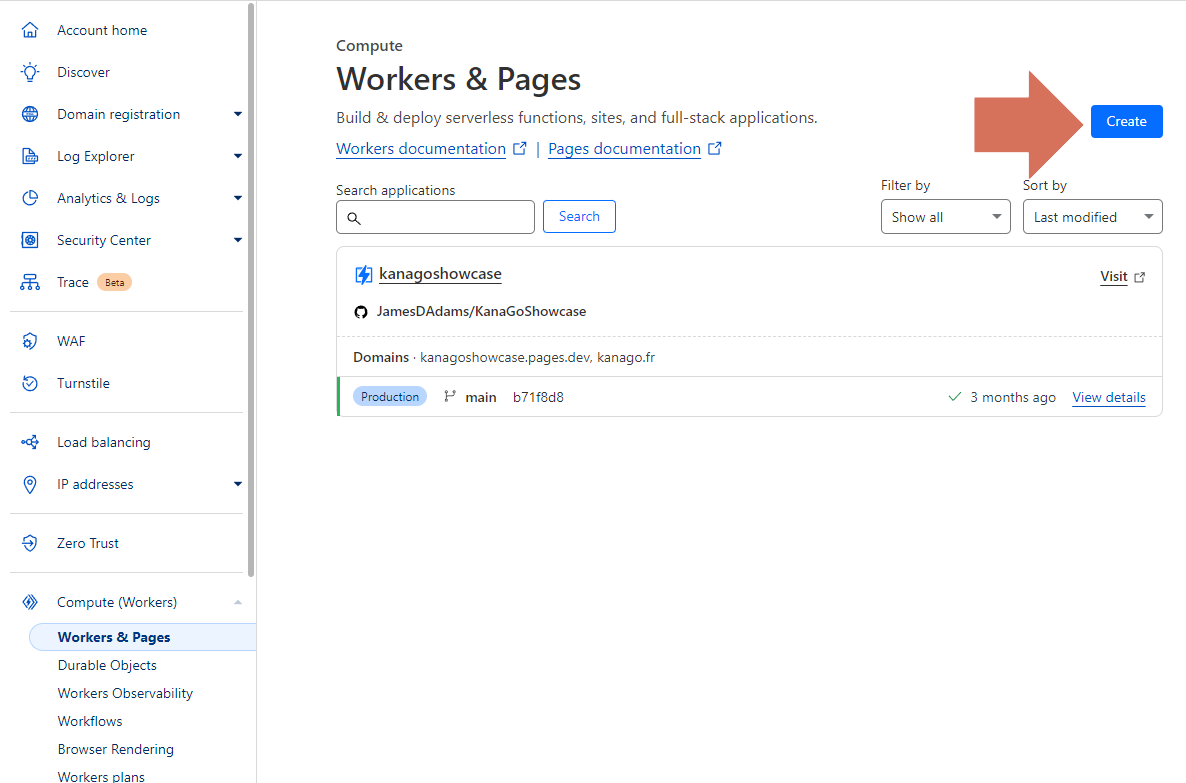 Account home
Discover
Domain registration
Log Explorer
Analytics & Logs
Security Center
Trace Beta
WAF
Turnstile
Load balancing
IP addresses
Zero Trust
Compute (Workers)
Workers & Pages
Durable Objects
Workers Observability
Workflows
Browser Rendering
Workers plans
Compute
Workers & Pages
Build & deploy serverless functions, sites, and full-stack applications.
Create
Workers documentation | Pages documentation
Search applications
Search
Filter by
Show all
Sort by
Last modified
kanagoshowcase
Visit
JamesDAdams/KanaGoShowcase
Domains · kanagoshowcase.pages.dev, kanago.fr
Production main b71f8d8 3 months ago View details